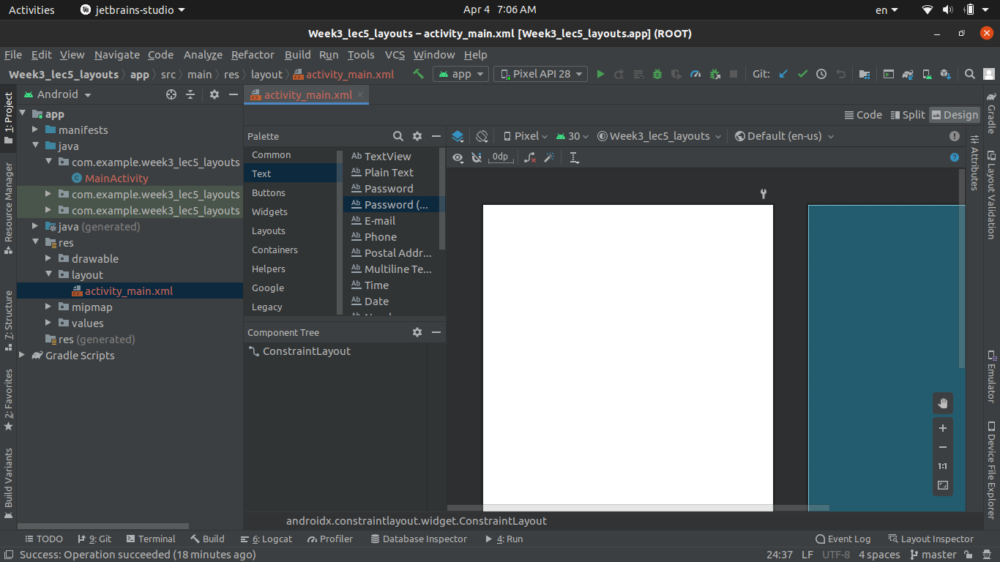 Activities jetbrains-studio Apr 4 7:06 AM en
Week3_lec5_layouts – activity_main.xml [Week3_lec5_layouts.app] (ROOT)
File Edit View Navigate Code Analyze Refactor Build Run Tools VCS Window Help
Week3_lec5_layouts app src main res layout activity_main.xml app Pixel API 28 Git:
Android
activity_main.xml
Code Split Design
Palette
Pixel 30 Week3_lec5_layouts Default (en-us)
0dp
app
manifests
java
com.example.week3_lec5_layouts
MainActivity
com.example.week3_lec5_layouts
com.example.week3_lec5_layouts
java (generated)
res
drawable
layout
activity_main.xml
mipmap
values
res (generated)
Gradle Scripts
Common
Text
Buttons
Widgets
Layouts
Containers
Helpers
Google
Legacy
Ab TextView
Ab Plain Text
Ab Password
Ab Password (...
Ab E-mail
Ab Phone
Ab Postal Addr...
Ab Multiline Te...
Ab Time
Ab Date
Component Tree
ConstraintLayout
1:1
androidx.constraintlayout.widget.ConstraintLayout
1: Project
Resource Manager
7: Structure
2: Favorites
Build Variants
Gradle
Attributes
Layout Validation
Emulator
Device File Explorer
TODO 9: Git Terminal Build 6: Logcat Profiler Database Inspector 4: Run Event Log Layout Inspector
Success: Operation succeeded (18 minutes ago) 24:37 LF UTF-8 4 spaces master